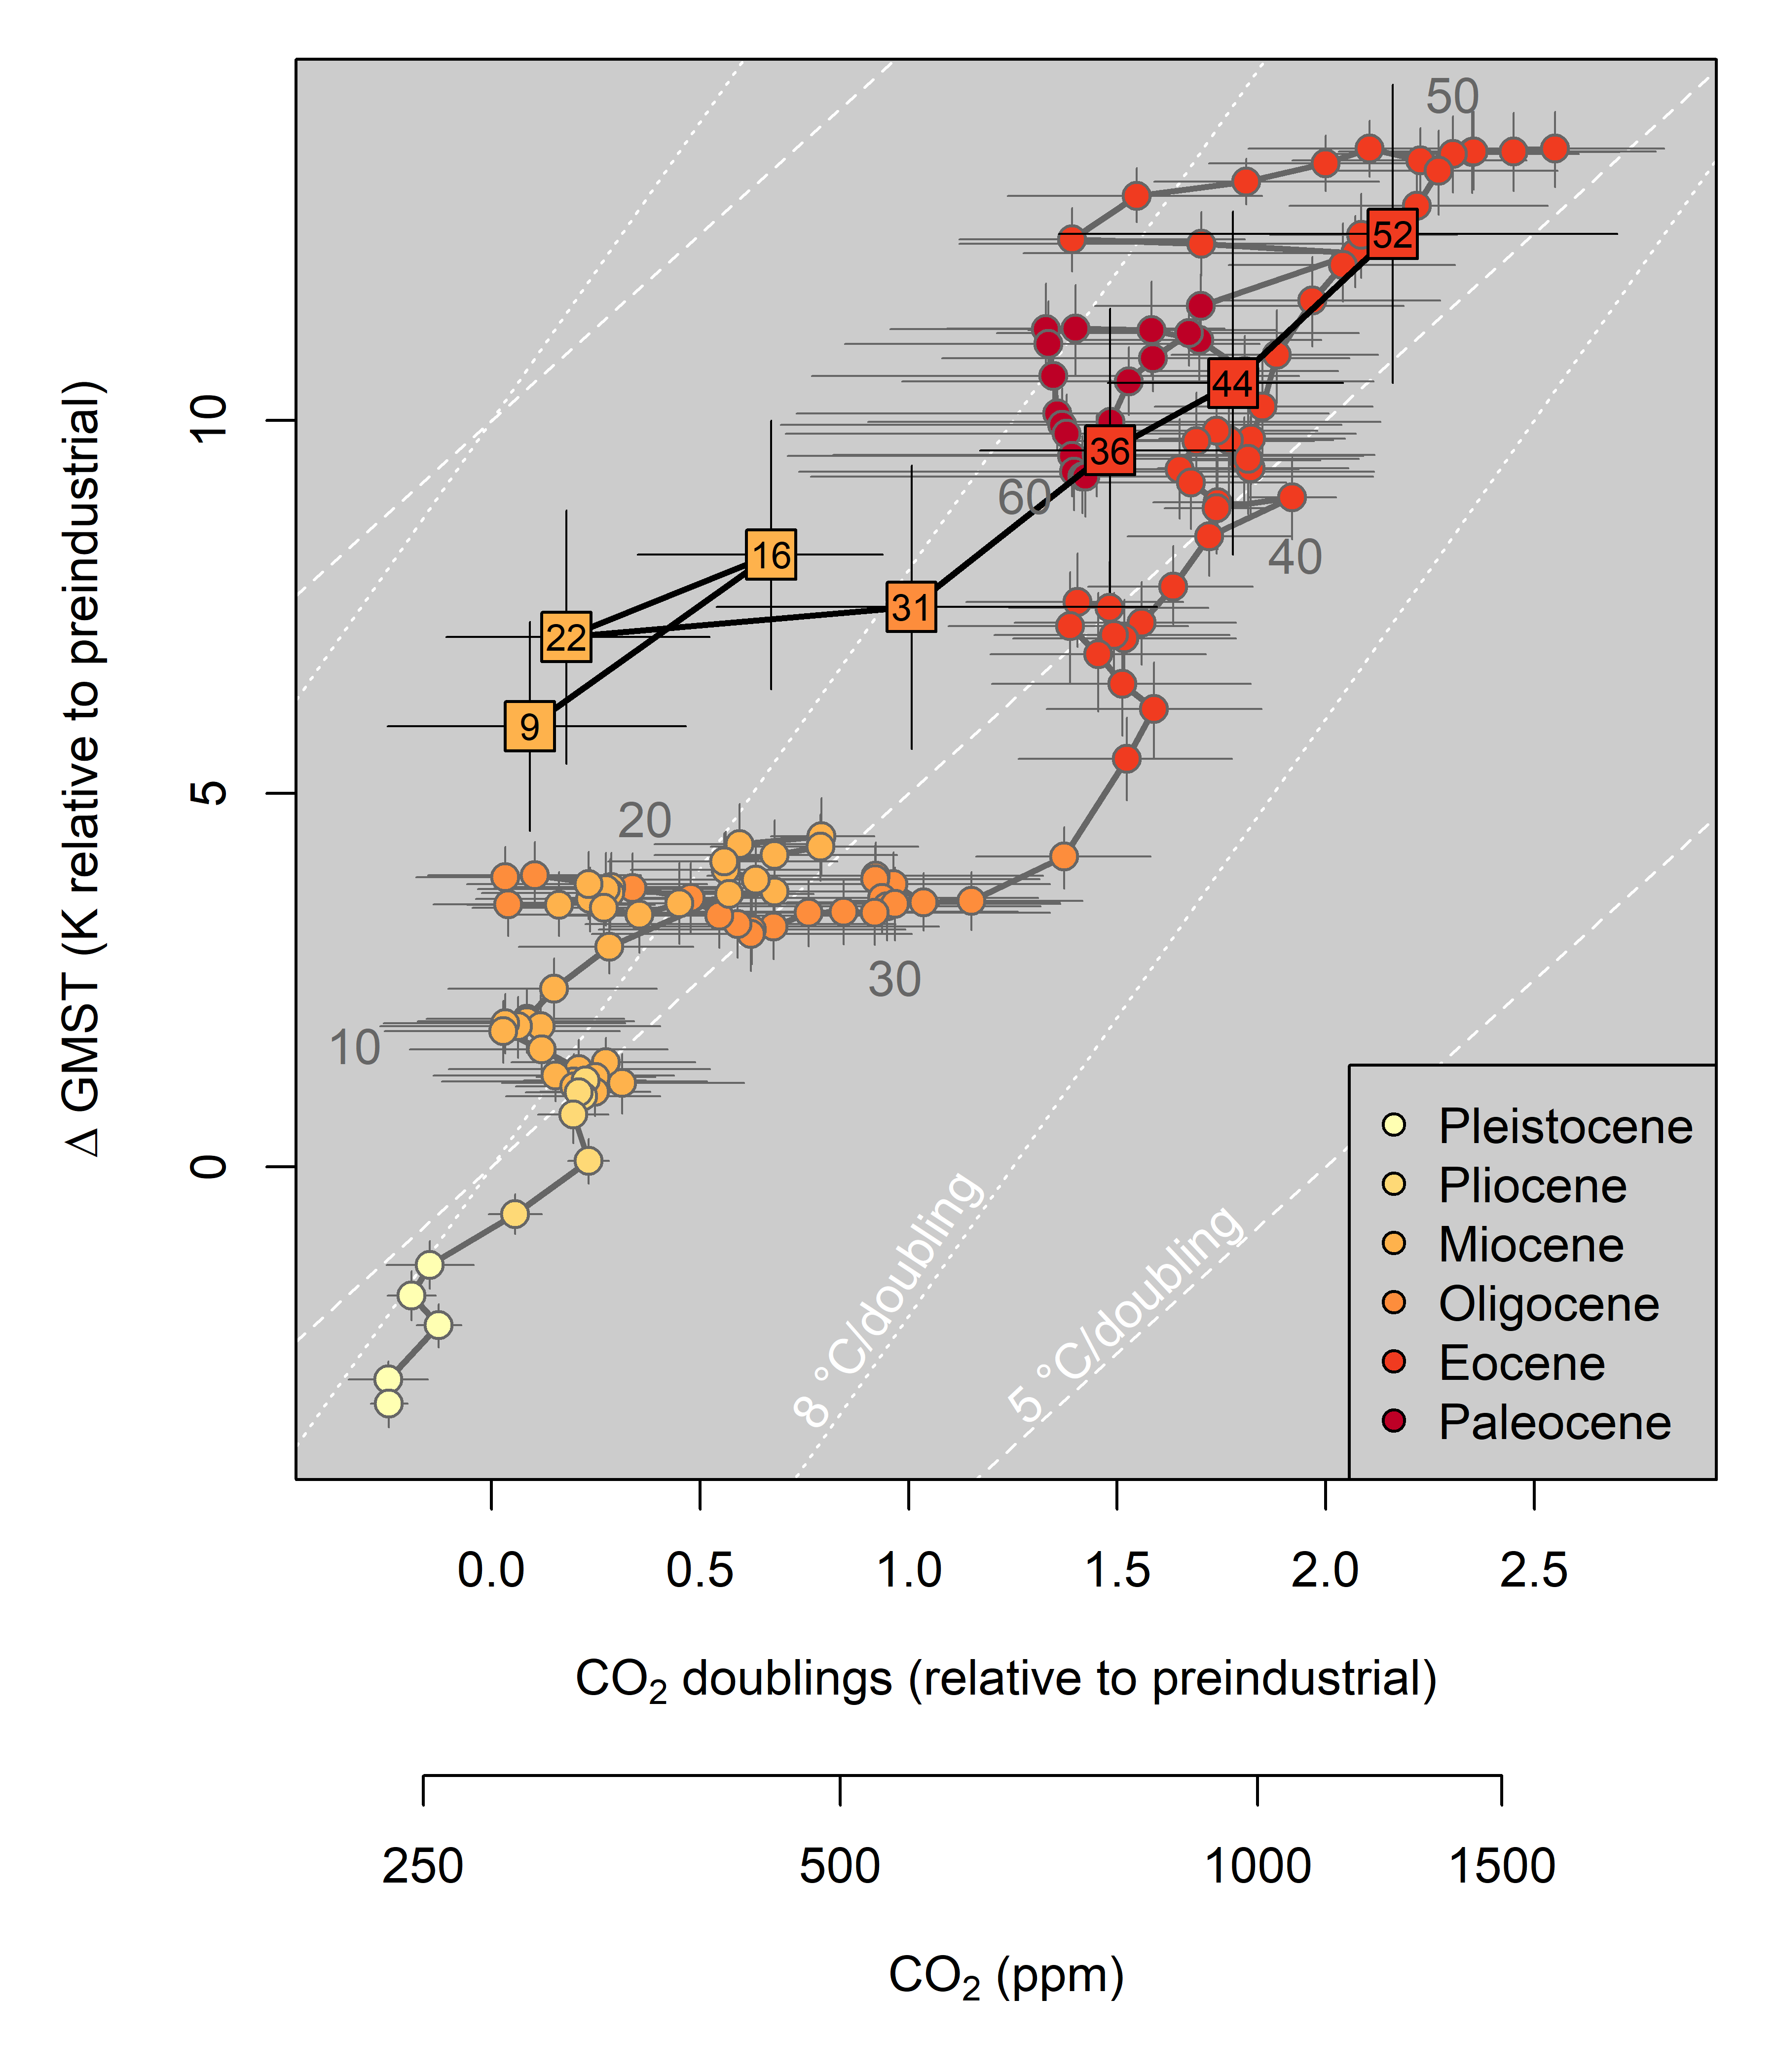 50
52
44
36
60
40
16
31
22
9
20
30
10
10
5
0
Δ GMST (K relative to preindustrial)
8 °C/doubling
5 °C/doubling
Pleistocene
Pliocene
Miocene
Oligocene
Eocene
Paleocene
0.0 0.5 1.0 1.5 2.0 2.5
CO₂ doublings (relative to preindustrial)
250 500 1000 1500
CO₂ (ppm)